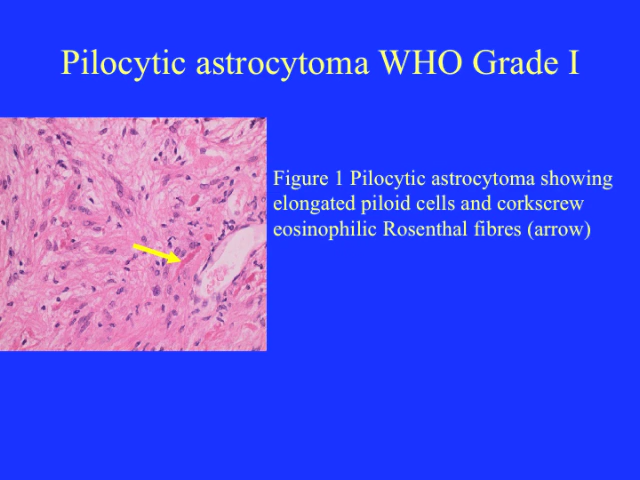 Pilocytic astrocytoma WHO Grade I
Figure 1 Pilocytic astrocytoma showing
elongated piloid cells and corkscrew
eosinophilic Rosenthal fibres (arrow)